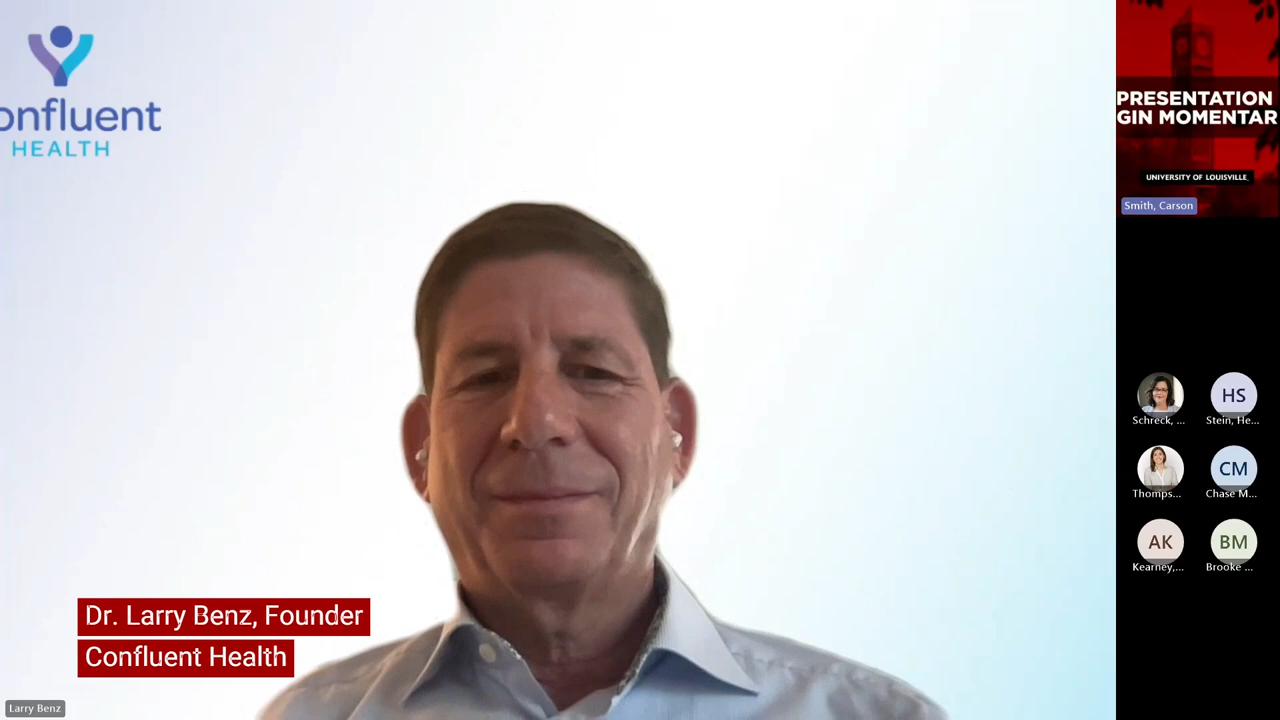 onfluent
HEALTH
Dr. Larry Benz, Founder
Confluent Health
Larry Benz
PRESENTATION
GIN MOMENTAR
UNIVERSITY OF LOUISVILLE
Smith, Carson
HS
Schreck, ...
Stein, He...
CM
Thomps...
Chase M...
AK
BM
Kearney,...
Brooke ...